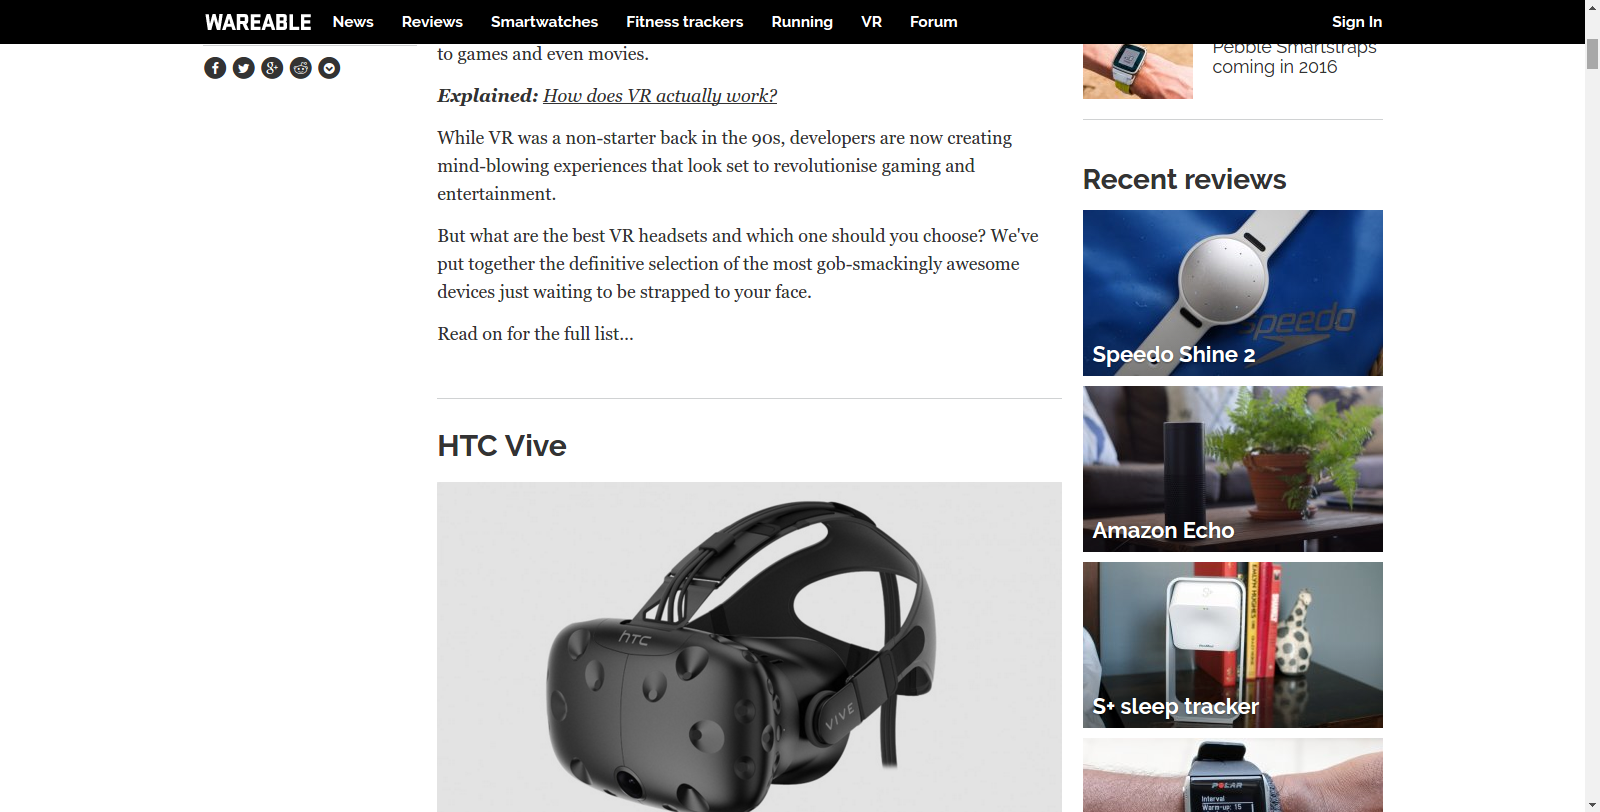 WAREABLE News Reviews Smartwatches Fitness trackers Running VR Forum Sign In
to games and even movies.
Explained: How does VR actually work?
While VR was a non-starter back in the 90s, developers are now creating
mind-blowing experiences that look set to revolutionise gaming and
entertainment.
But what are the best VR headsets and which one should you choose? We've
put together the definitive selection of the most gob-smackingly awesome
devices just waiting to be strapped to your face.
Read on for the full list...
HTC Vive
hTC
VIVE
Pebble Smartstraps
coming in 2016
Recent reviews
speedo
Speedo Shine 2
Amazon Echo
S+
S+ sleep tracker
POLAR
Interval
Warm-up: 15